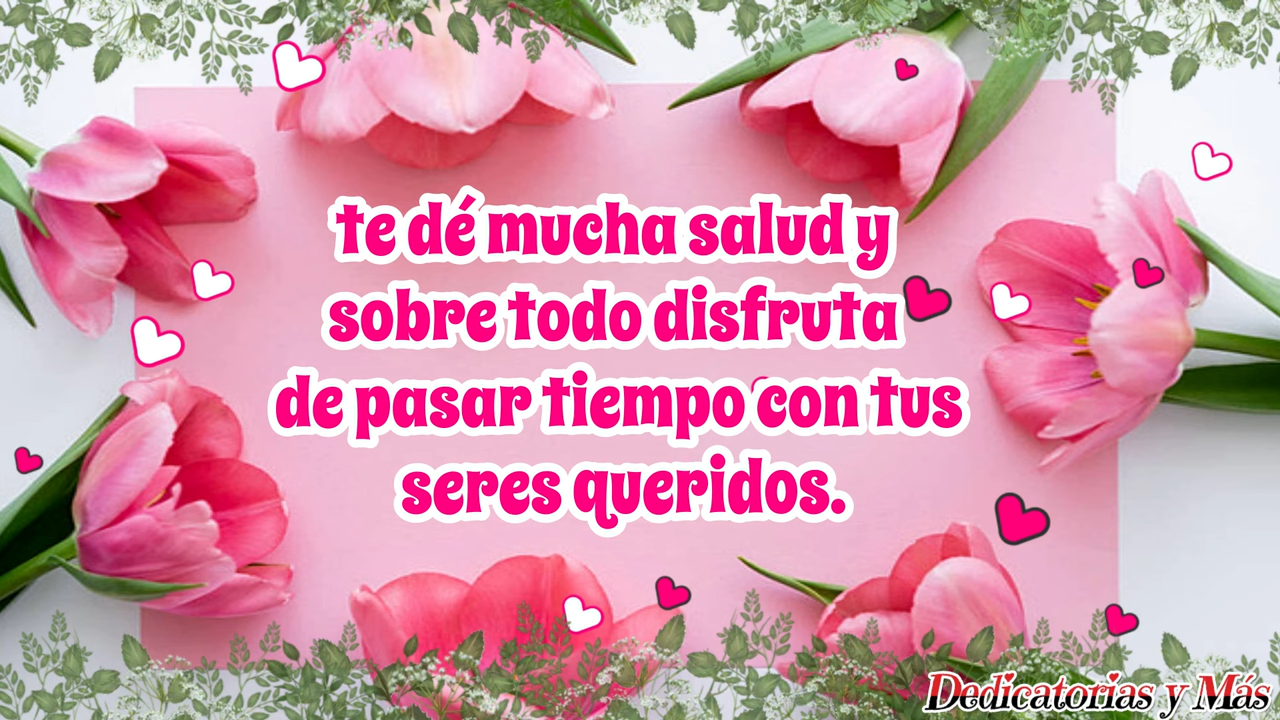 te dé mucha salud y
sobre todo disfruta
de pasar tiempo con tus
seres queridos.
Dedicatorias y Más